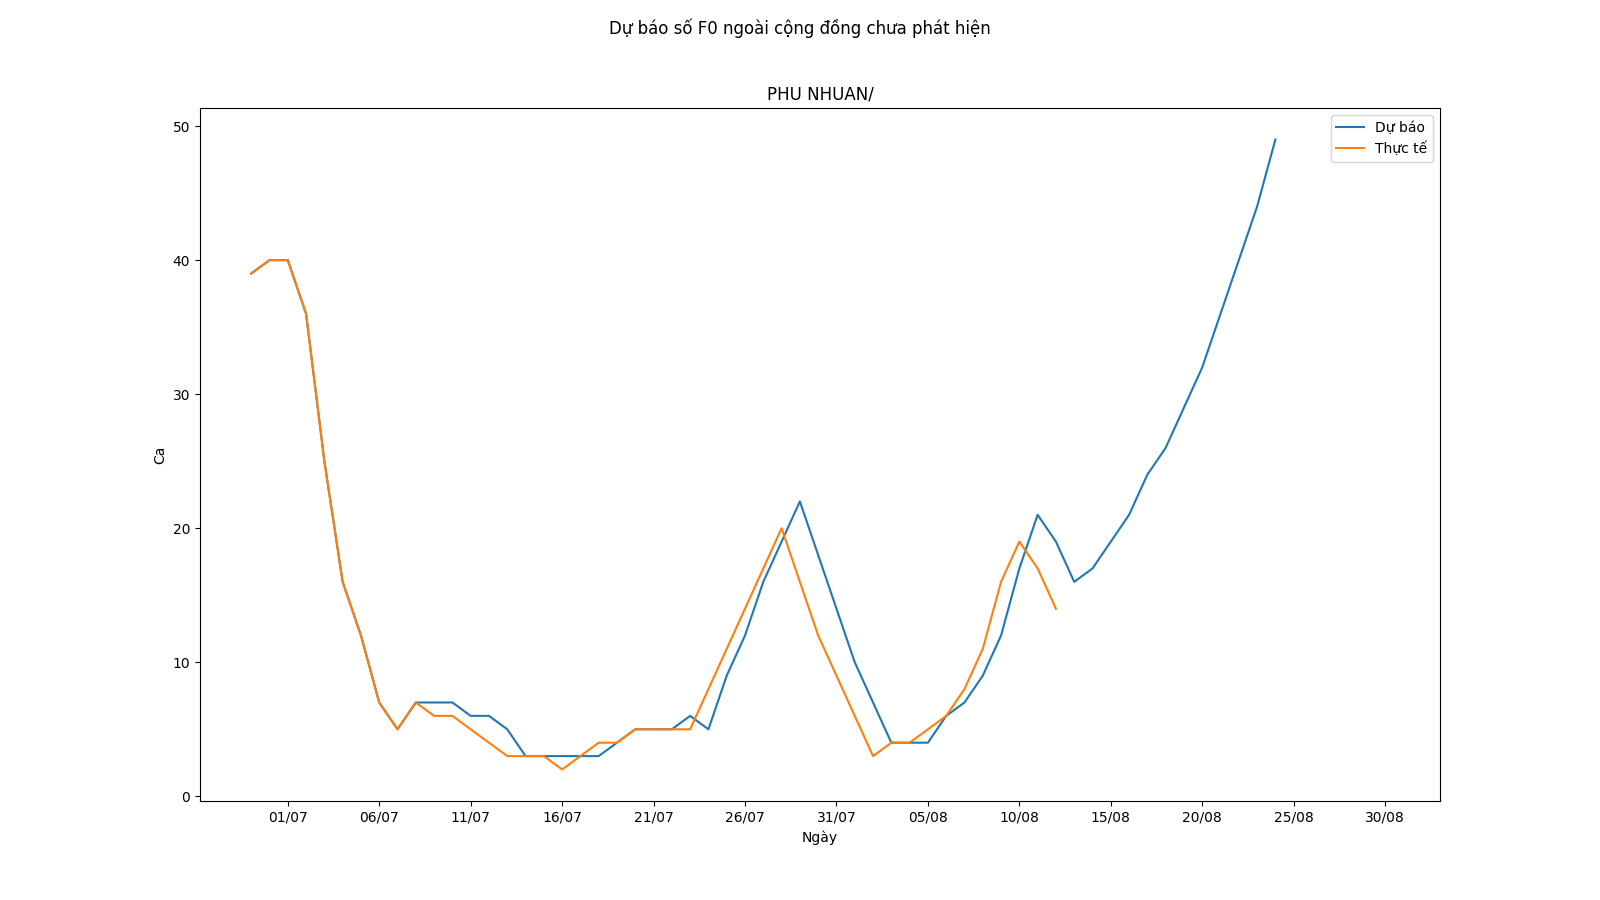 Dự báo số F0 ngoài cộng đồng chưa phát hiện
PHU NHUAN/
Dự báo
Thực tế
50
40
30
20
10
0
Ca
01/07 06/07 11/07 16/07 21/07 26/07 31/07 05/08 10/08 15/08 20/08 25/08 30/08
Ngày